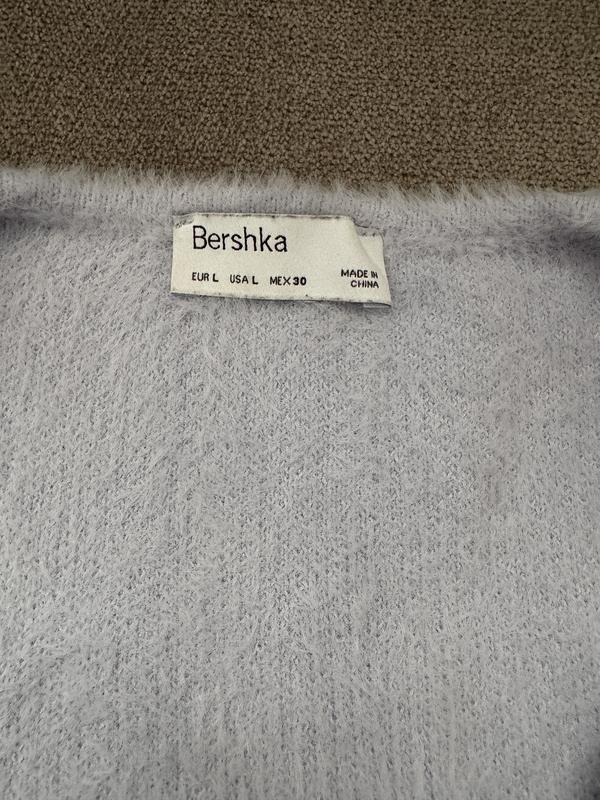 Bershka
EUR L USA L MEX 30
MADE IN
CHINA